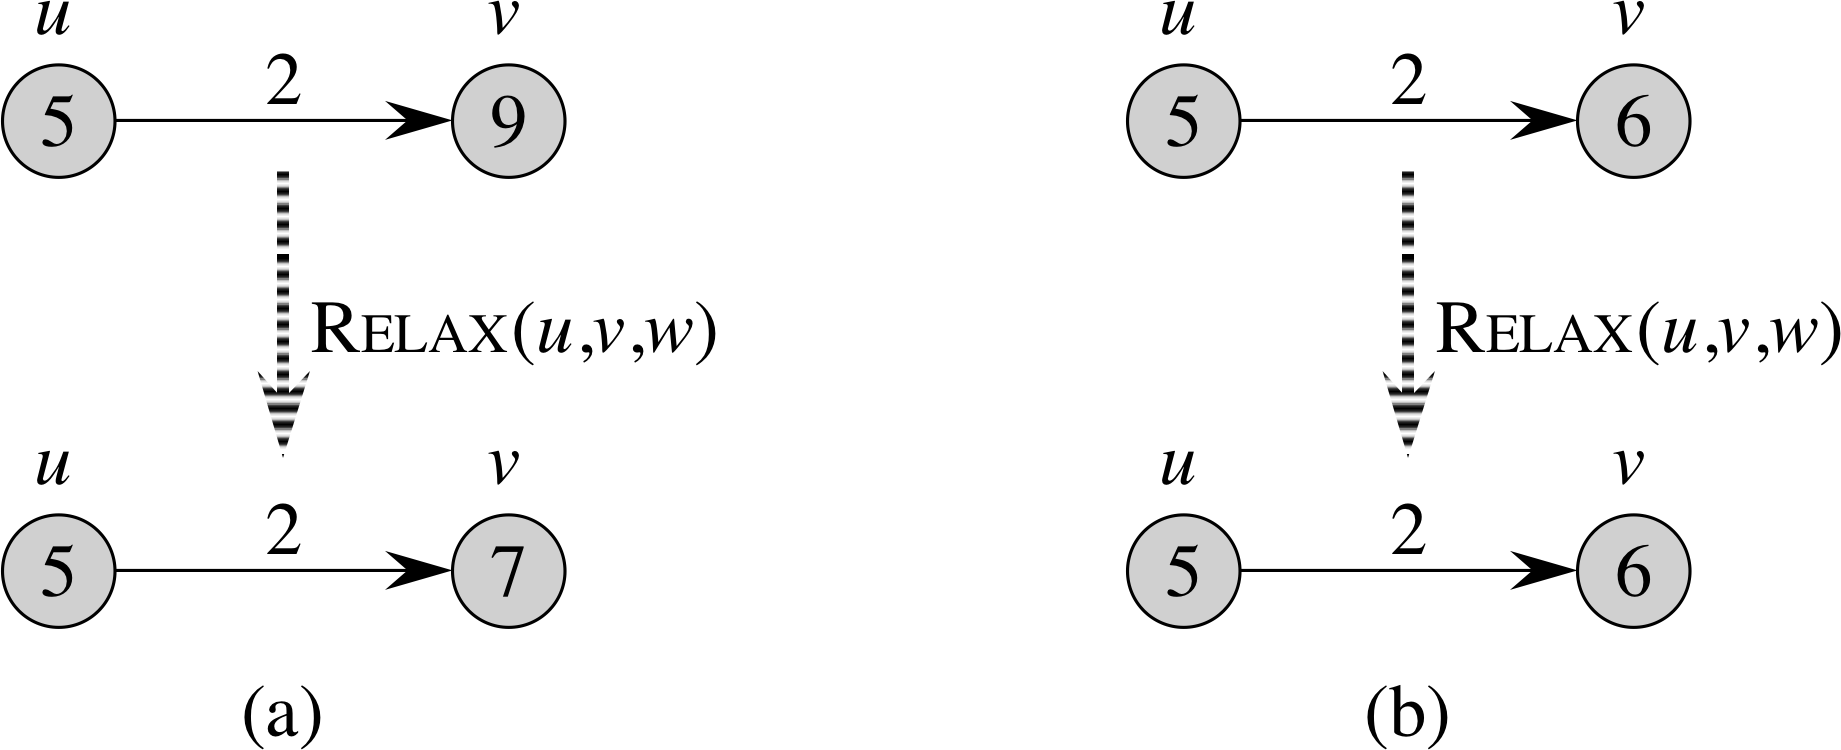 u v u v
2 2
5 9 5 6
RELAX(u,v,w) RELAX(u,v,w)
u v u v
2 2
5 7 5 6
(a) (b)